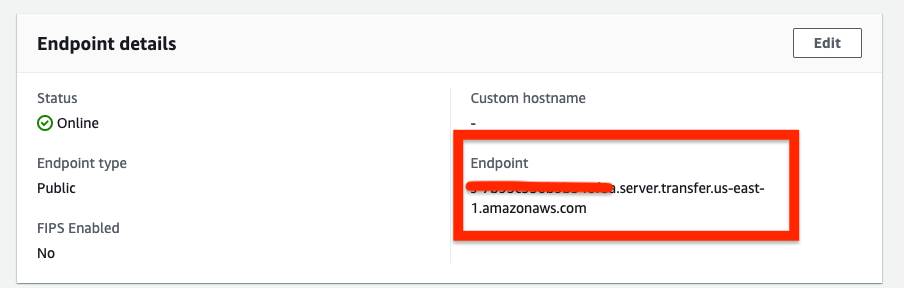 Endpoint details
Edit
Status
Online
Endpoint type
Public
FIPS Enabled
No
Custom hostname
-
Endpoint
.server.transfer.us-east-
1.amazonaws.com